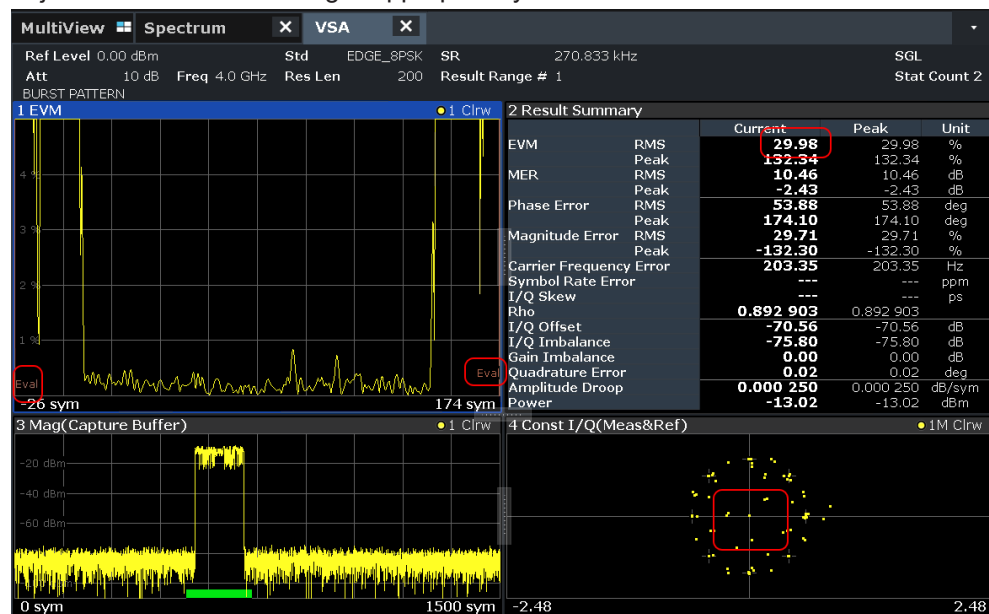 MultiView Spectrum X VSA X
Ref Level 0.00 dBm Std EDGE_8PSK SR 270.833 kHz SGL
Att 10 dB Freq 4.0 GHz Res Len 200 Result Range # 1 Stat Count 2
BURST PATTERN
1 EVM 1 Clrw
4 %
3 %
2 %
1 %
Eval Eval
-26 sym 174 sym
2 Result Summary
Current Peak Unit
EVM RMS 29.98 29.98 %
Peak 132.34 132.34 %
MER RMS 10.46 10.46 dB
Peak -2.43 -2.43 dB
Phase Error RMS 53.88 53.88 deg
Peak 174.10 174.10 deg
Magnitude Error RMS 29.71 29.71 %
Peak -132.30 -132.30 %
Carrier Frequency Error 203.35 203.35 Hz
Symbol Rate Error --- --- ppm
I/Q Skew --- --- ps
Rho 0.892 903 0.892 903
I/Q Offset -70.56 -70.56 dB
I/Q Imbalance -75.80 -75.80 dB
Gain Imbalance 0.00 0.00 dB
Quadrature Error 0.02 0.02 deg
Amplitude Droop 0.000 250 0.000 250 dB/sym
Power -13.02 -13.02 dBm
3 Mag(Capture Buffer) 1 Clrw
-20 dBm
-40 dBm
-60 dBm
0 sym 1500 sym
4 Const I/Q(Meas&Ref) 1M Clrw
-2.48 2.48